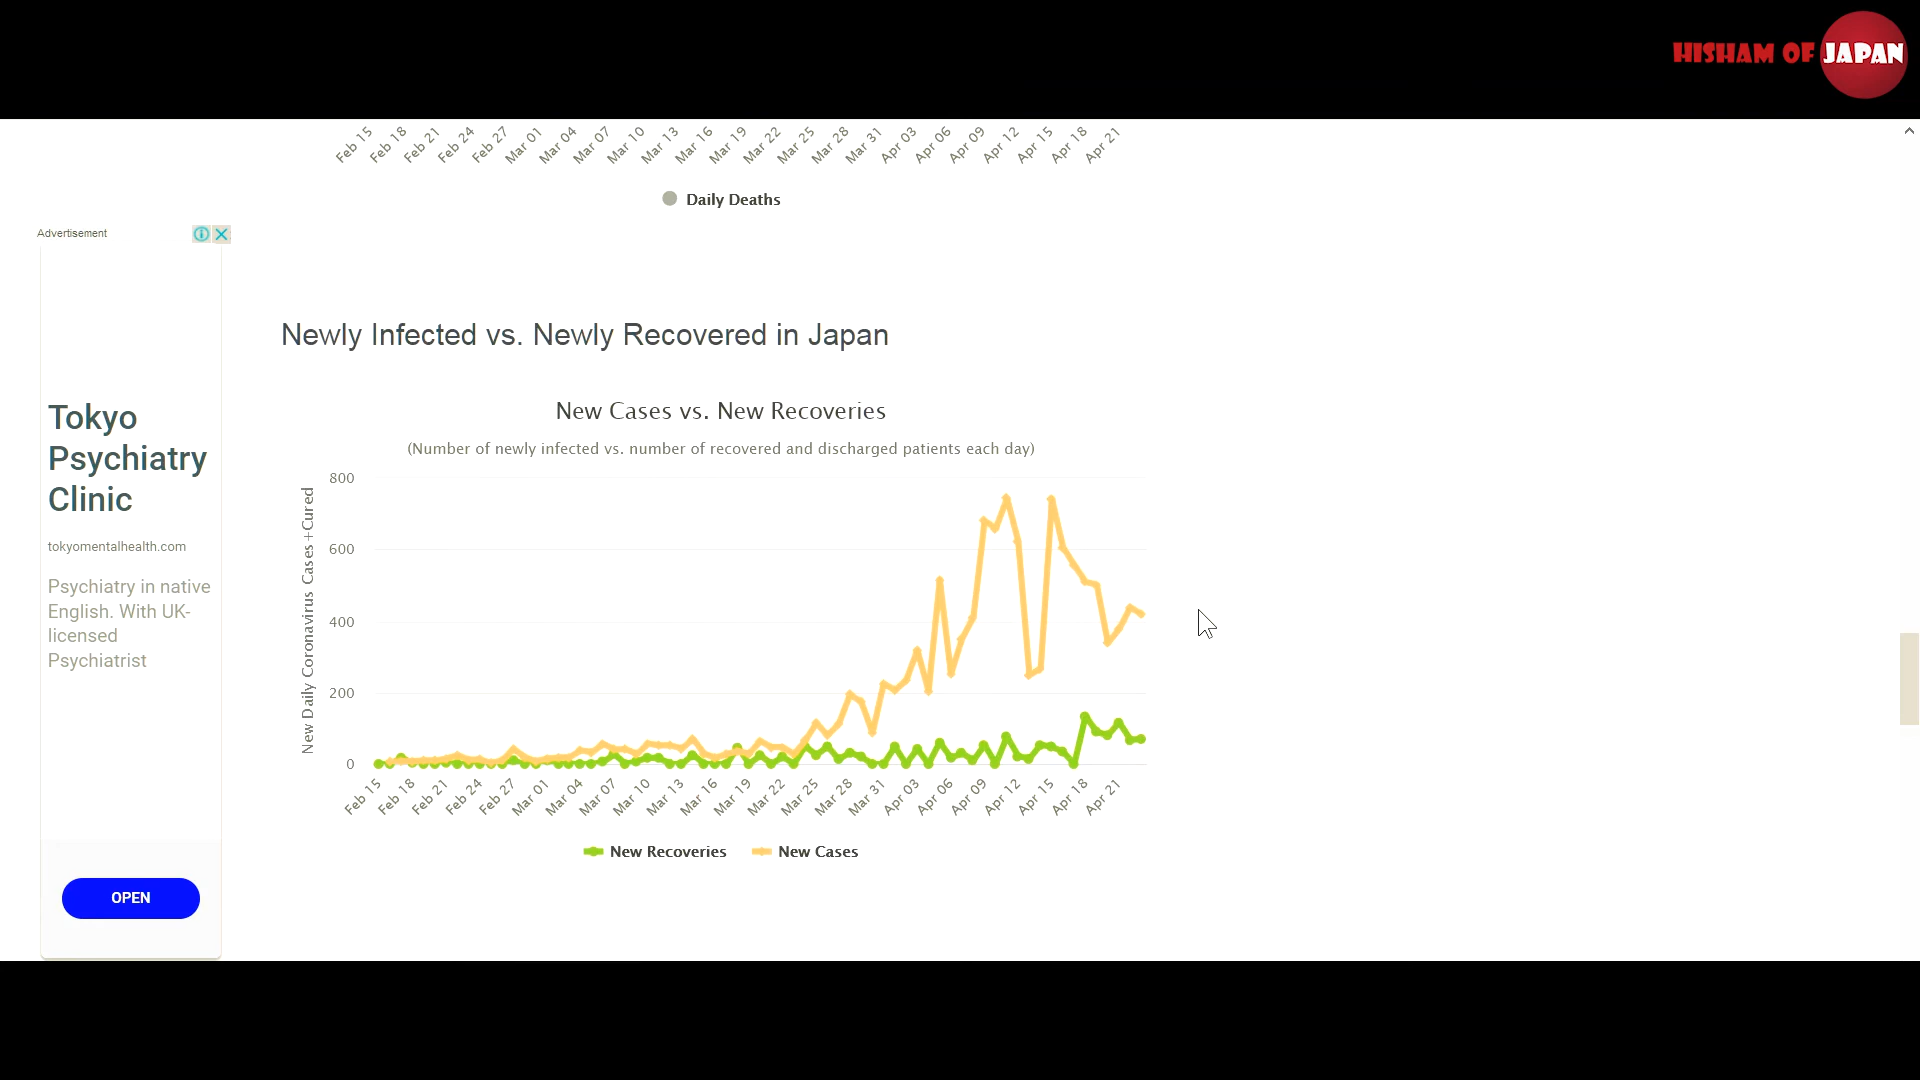 HISHAM OF JAPAN
Feb 15 Feb 18 Feb 21 Feb 24 Feb 27 Mar 01 Mar 04 Mar 07 Mar 10 Mar 13 Mar 16 Mar 19 Mar 22 Mar 25 Mar 28 Mar 31 Apr 03 Apr 06 Apr 09 Apr 12 Apr 15 Apr 18 Apr 21
Daily Deaths
Advertisement
Tokyo
Psychiatry
Clinic
tokyomentalhealth.com
Psychiatry in native
English. With UK-
licensed
Psychiatrist
OPEN
Newly Infected vs. Newly Recovered in Japan
New Cases vs. New Recoveries
(Number of newly infected vs. number of recovered and discharged patients each day)
New Daily Coronavirus Cases+Cured
800
600
400
200
0
Feb 15 Feb 18 Feb 21 Feb 24 Feb 27 Mar 01 Mar 04 Mar 07 Mar 10 Mar 13 Mar 16 Mar 19 Mar 22 Mar 25 Mar 28 Mar 31 Apr 03 Apr 06 Apr 09 Apr 12 Apr 15 Apr 18 Apr 21
New Recoveries New Cases